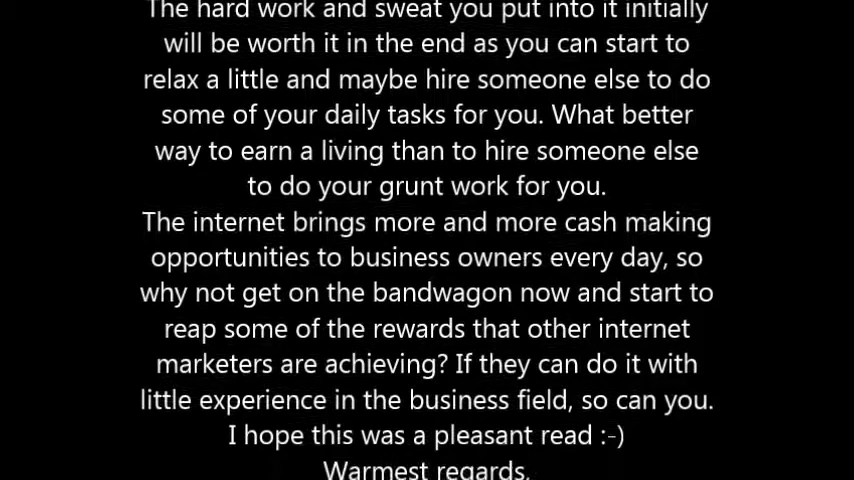 The hard work and sweat you put into it initially
will be worth it in the end as you can start to
relax a little and maybe hire someone else to do
some of your daily tasks for you. What better
way to earn a living than to hire someone else
to do your grunt work for you.
The internet brings more and more cash making
opportunities to business owners every day, so
why not get on the bandwagon now and start to
reap some of the rewards that other internet
marketers are achieving? If they can do it with
little experience in the business field, so can you.
I hope this was a pleasant read :-)
Warmest regards,